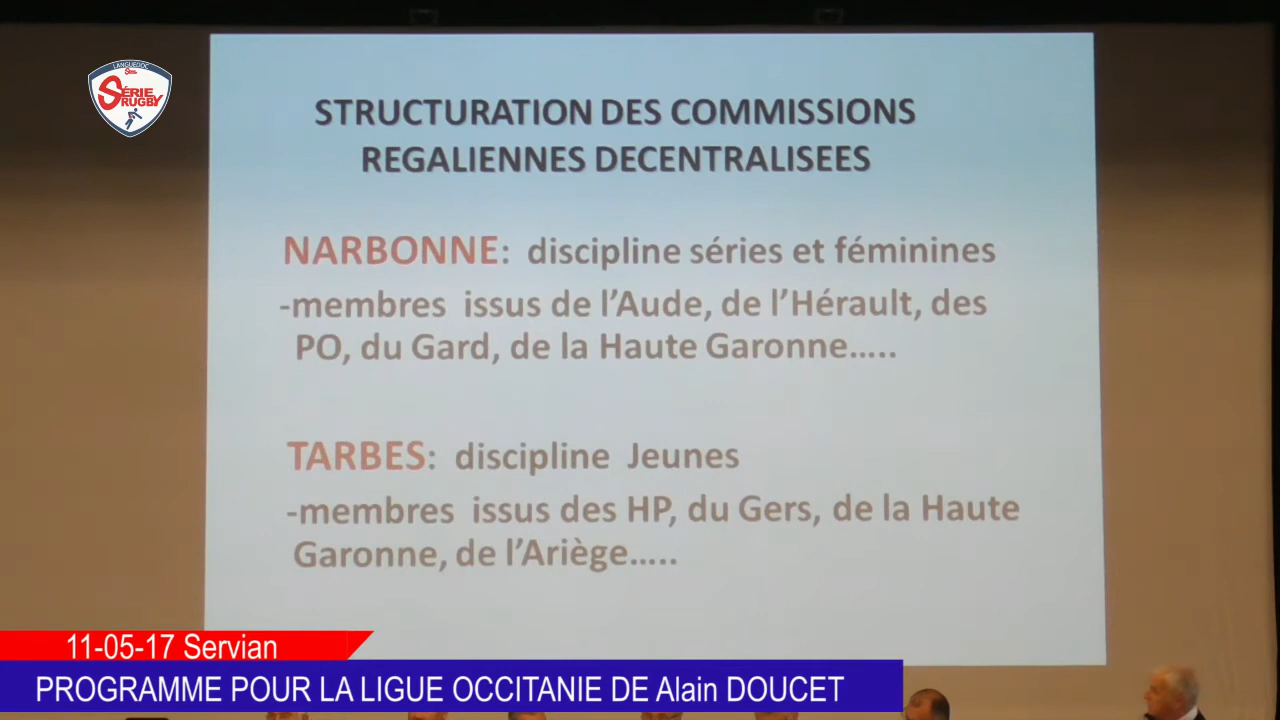 LANGUEDOC
SÉRIE
RUGBY
STRUCTURATION DES COMMISSIONS
REGALIENNES DECENTRALISEES
NARBONNE: discipline séries et féminines
-membres issus de l'Aude, de l'Hérault, des
PO, du Gard, de la Haute Garonne.....
TARBES: discipline Jeunes
-membres issus des HP, du Gers, de la Haute
Garonne, de l'Ariège.....
11-05-17 Servian
PROGRAMME POUR LA LIGUE OCCITANIE DE Alain DOUCET